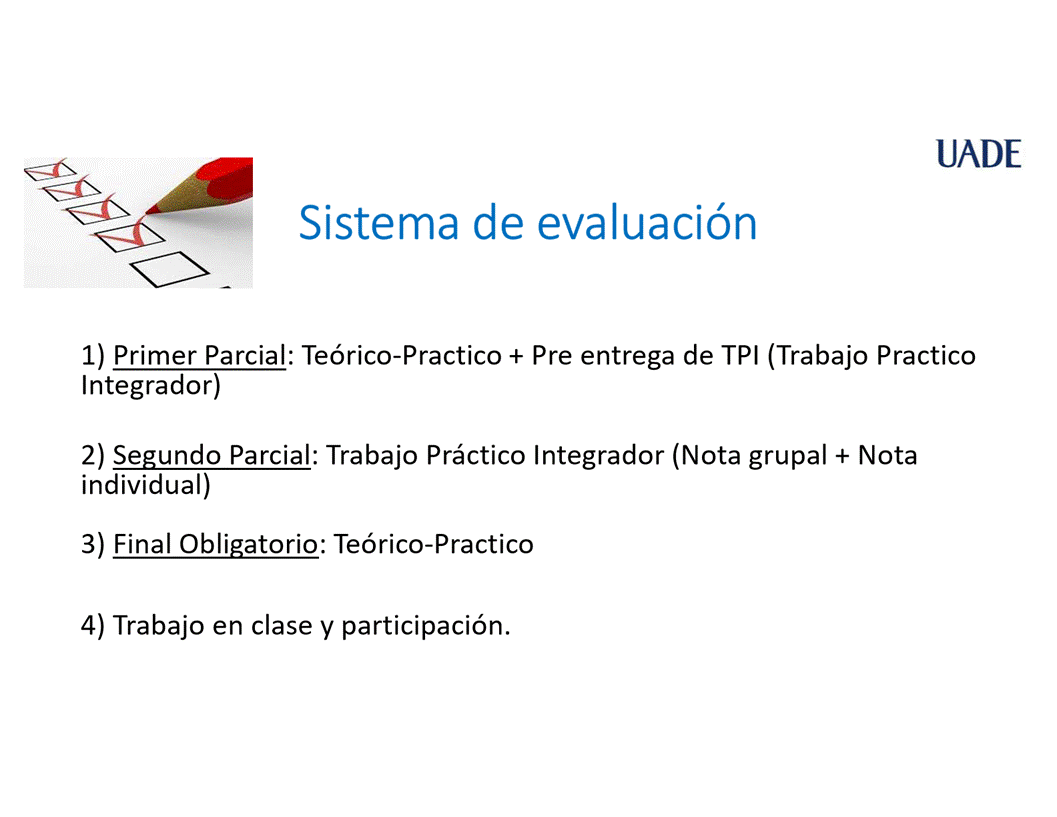 UADE
Sistema de evaluación
1) Primer Parcial: Teórico-Practico + Pre entrega de TPI (Trabajo Practico
Integrador)
2) Segundo Parcial: Trabajo Práctico Integrador (Nota grupal + Nota
individual)
3) Final Obligatorio: Teórico-Practico
4) Trabajo en clase y participación.